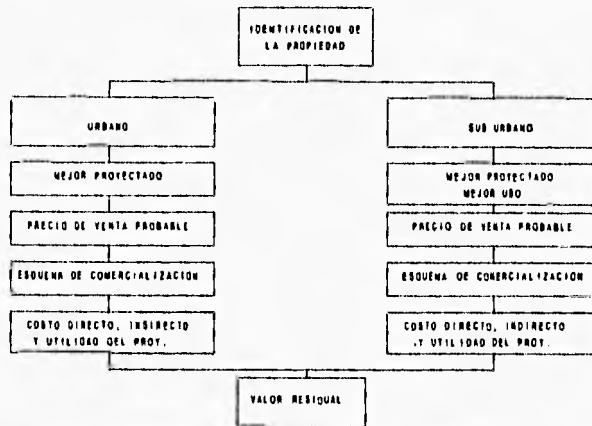 IDENTIFICACION DE
LA PROPIEDAD
URBANO
MEJOR PROYECTADO
PRECIO DE VENTA PROBABLE
ESQUEMA DE COMERCIALIZACIÓN
COSTO DIRECTO, INDIRECTO
Y UTILIDAD DEL PROY.
SUB URBANO
MEJOR PROYECTADO
MEJOR USO
PRECIO DE VENTA PROBABLE
ESQUEMA DE COMERCIALIZACIÓN
COSTO DIRECTO, INDIRECTO
Y UTILIDAD DEL PROY.
VALOR RESIDUAL